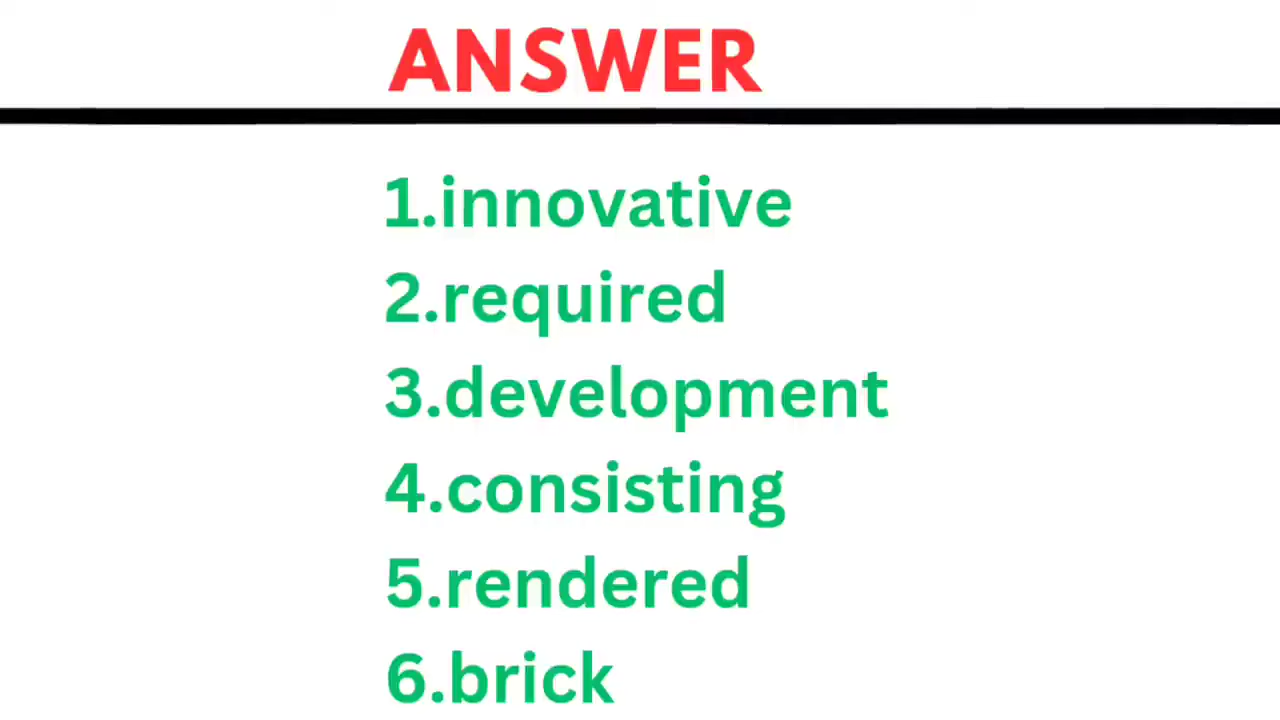 ANSWER
1.innovative
2.required
3.development
4.consisting
5.rendered
6.brick